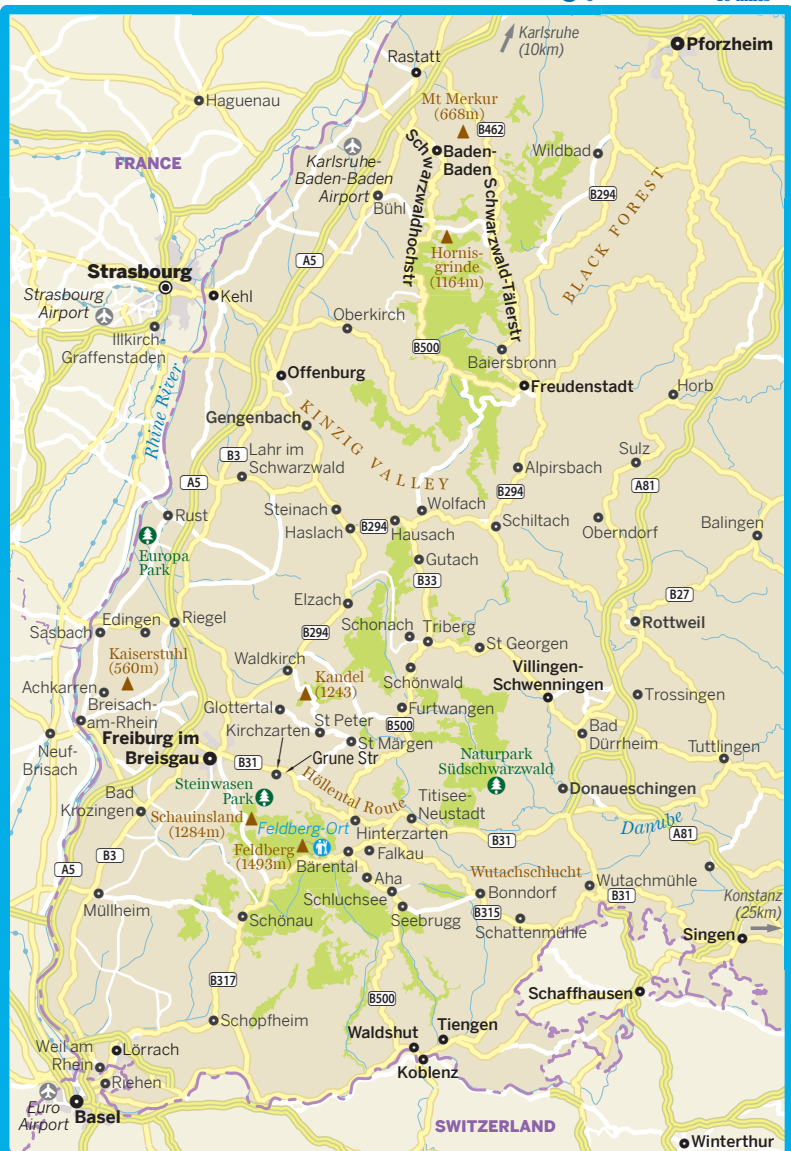 Karlsruhe
(10km)
Pforzheim
Rastatt
Haguenau
Mt Merkur
(668m)
B462
FRANCE
Karlsruhe-
Baden-Baden
Airport
Baden-
Baden
Wildbad
Bühl
B294
Schwarzwaldhochstr
Schwarzwald-Tälerstr
BLACK FOREST
Hornis-
grinde
(1164m)
A5
Strasbourg
Strasbourg
Airport
Kehl
Oberkirch
Illkirch-
Graffenstaden
B500
Baiersbronn
Rhine River
Offenburg
Freudenstadt
Horb
Gengenbach
KINZIG VALLEY
B3
Lahr im
Schwarzwald
Sulz
Alpirsbach
A5
B294
A81
Steinach
Wolfach
Rust
Haslach
B294
Hausach
Schiltach
Oberndorf
Balingen
Europa
Park
Gutach
B33
B27
Elzach
Edingen
Riegel
Sasbach
B294
Schonach
Triberg
Rottweil
St Georgen
Kaiserstuhl
(560m)
Waldkirch
Kandel
(1243)
Schönwald
Villingen-
Schwenningen
Achkarren
Trossingen
Breisach-
am-Rhein
Glottertal
Furtwangen
Kirchzarten
St Peter
B500
Bad
Dürrheim
Neuf-
Brisach
Freiburg im
Breisgau
St Märgen
Tuttlingen
Grune Str
B31
Naturpark
Südschwarzwald
Steinwasen
Park
Höllental Route
Donaueschingen
Bad
Krozingen
Titisee-
Neustadt
Schauinsland
(1284m)
Feldberg-Ort
Hinterzarten
Danube
A81
B31
Feldberg
(1493m)
Falkau
Bärental
B3
A5
Aha
Wutachschlucht
Wutachmühle
Müllheim
Schluchsee
Bonndorf
B31
Konstanz
(25km)
Seebrugg
B315
Schönau
Schattenmühle
Singen
B317
B500
Schaffhausen
Schopfheim
Waldshut
Tiengen
Weil am
Rhein
Lörrach
Koblenz
Riehen
Euro
Airport
Basel
SWITZERLAND
Winterthur